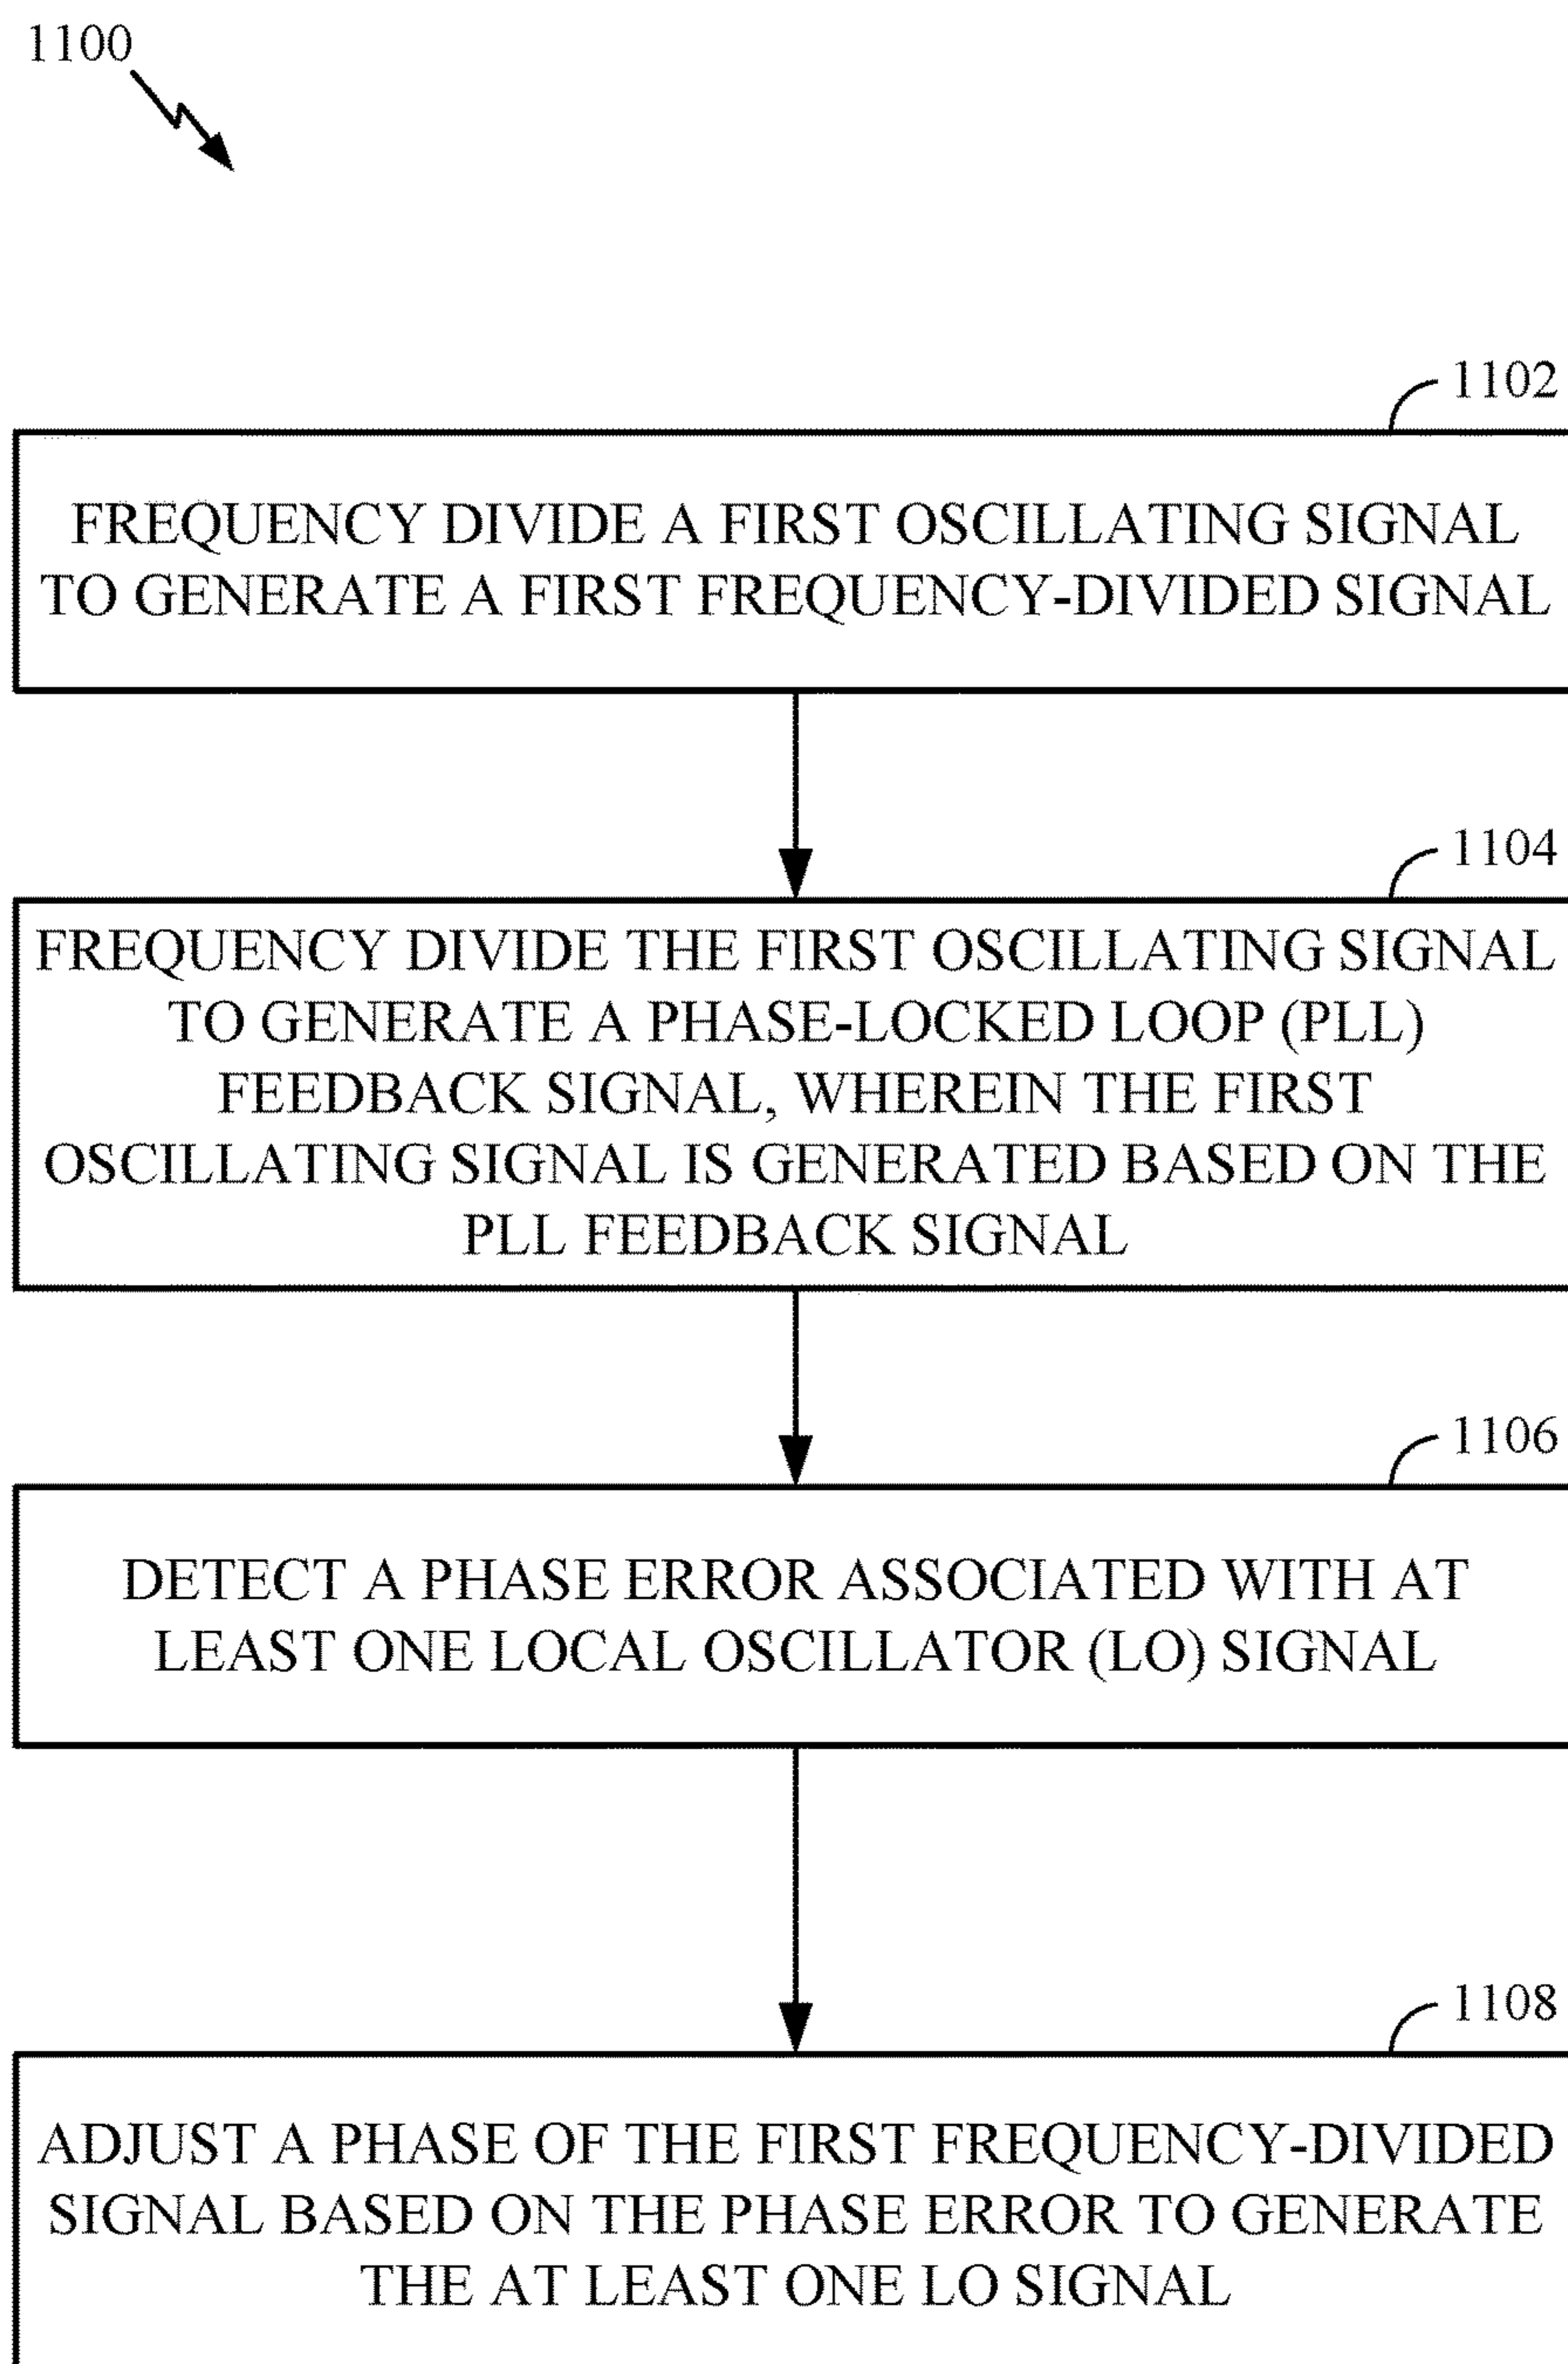 1100
1102
FREQUENCY DIVIDE A FIRST OSCILLATING SIGNAL
TO GENERATE A FIRST FREQUENCY-DIVIDED SIGNAL
1104
FREQUENCY DIVIDE THE FIRST OSCILLATING SIGNAL
TO GENERATE A PHASE-LOCKED LOOP (PLL)
FEEDBACK SIGNAL, WHEREIN THE FIRST
OSCILLATING SIGNAL IS GENERATED BASED ON THE
PLL FEEDBACK SIGNAL
1106
DETECT A PHASE ERROR ASSOCIATED WITH AT
LEAST ONE LOCAL OSCILLATOR (LO) SIGNAL
1108
ADJUST A PHASE OF THE FIRST FREQUENCY-DIVIDED
SIGNAL BASED ON THE PHASE ERROR TO GENERATE
THE AT LEAST ONE LO SIGNAL